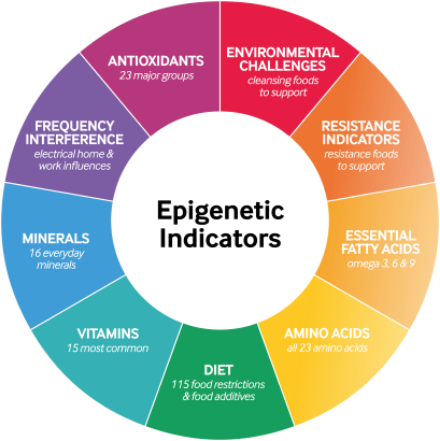 Epigenetic
Indicators
ENVIRONMENTAL
CHALLENGES
cleansing foods
to support
RESISTANCE
INDICATORS
resistance foods
to support
ESSENTIAL
FATTY ACIDS
omega 3, 6 & 9
AMINO ACIDS
all 23 amino acids
DIET
115 food restrictions
& food additives
VITAMINS
15 most common
MINERALS
16 everyday
minerals
FREQUENCY
INTERFERENCE
electrical home &
work influences
ANTIOXIDANTS
23 major groups